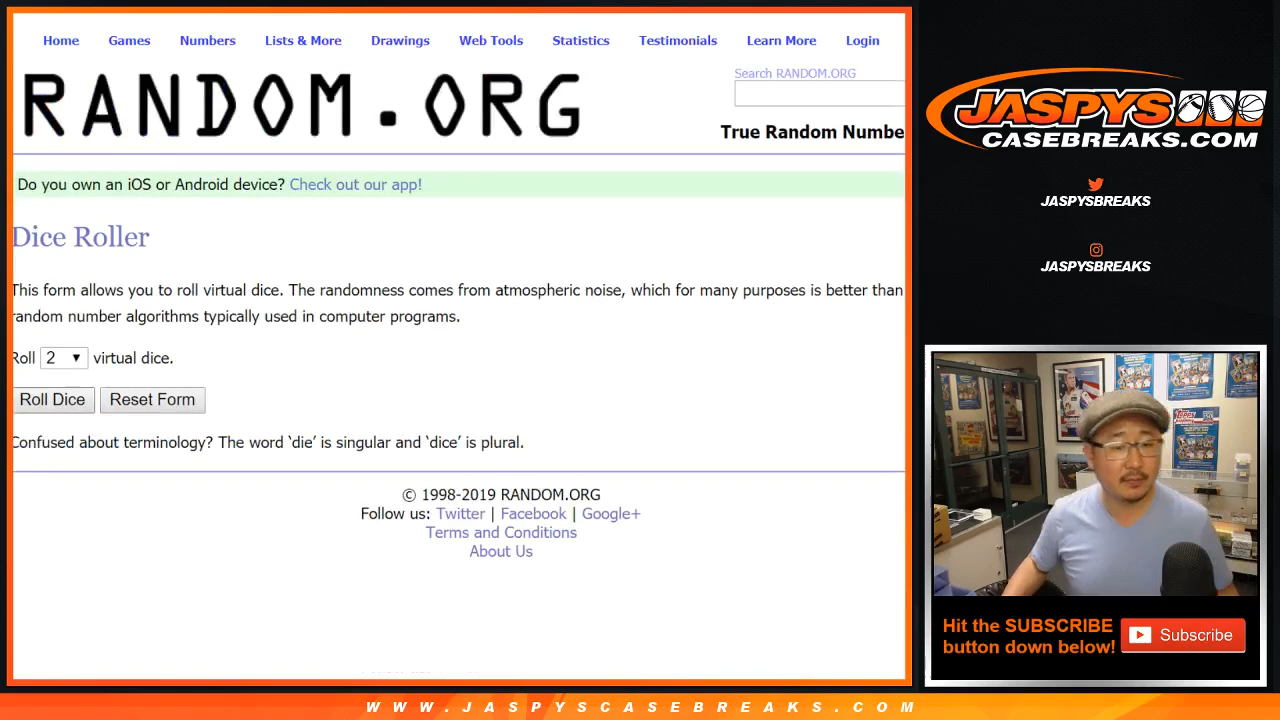 Home Games Numbers Lists & More Drawings Web Tools Statistics Testimonials Learn More Login
RANDOM.ORG
Search RANDOM.ORG
True Random Numbe
Do you own an iOS or Android device? Check out our app!
Dice Roller
This form allows you to roll virtual dice. The randomness comes from atmospheric noise, which for many purposes is better than
random number algorithms typically used in computer programs.
Roll 2 virtual dice.
Roll Dice Reset Form
Confused about terminology? The word ‘die’ is singular and ‘dice’ is plural.
© 1998-2019 RANDOM.ORG
Follow us: Twitter | Facebook | Google+
Terms and Conditions
About Us
JASPYS
CASEBREAKS.COM
JASPYSBREAKS
JASPYSBREAKS
Hit the SUBSCRIBE
button down below!
Subscribe
WWW.JASPYSCASEBREAKS.COM